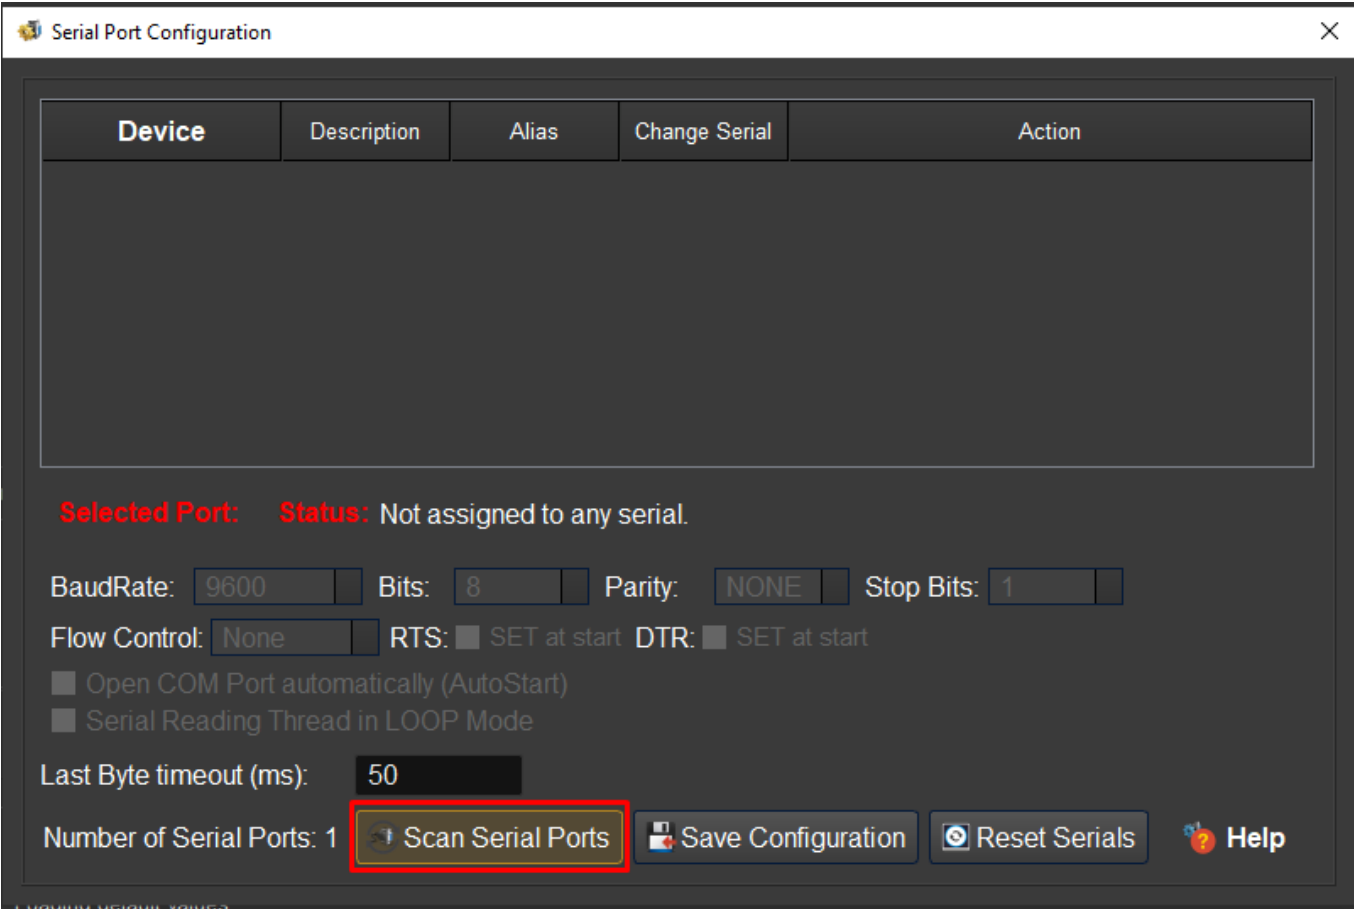 Serial Port Configuration
Device Description Alias Change Serial Action
Selected Port: Status: Not assigned to any serial.
BaudRate: 9600 Bits: 8 Parity: NONE Stop Bits: 1
Flow Control: None RTS: SET at start DTR: SET at start
Open COM Port automatically (AutoStart)
Serial Reading Thread in LOOP Mode
Last Byte timeout (ms): 50
Number of Serial Ports: 1 Scan Serial Ports Save Configuration Reset Serials Help
Loading default values